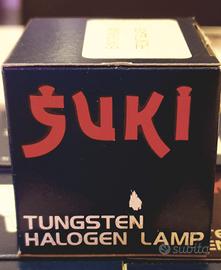 SUKI
TUNGSTEN
HALOGEN LAMP
subito